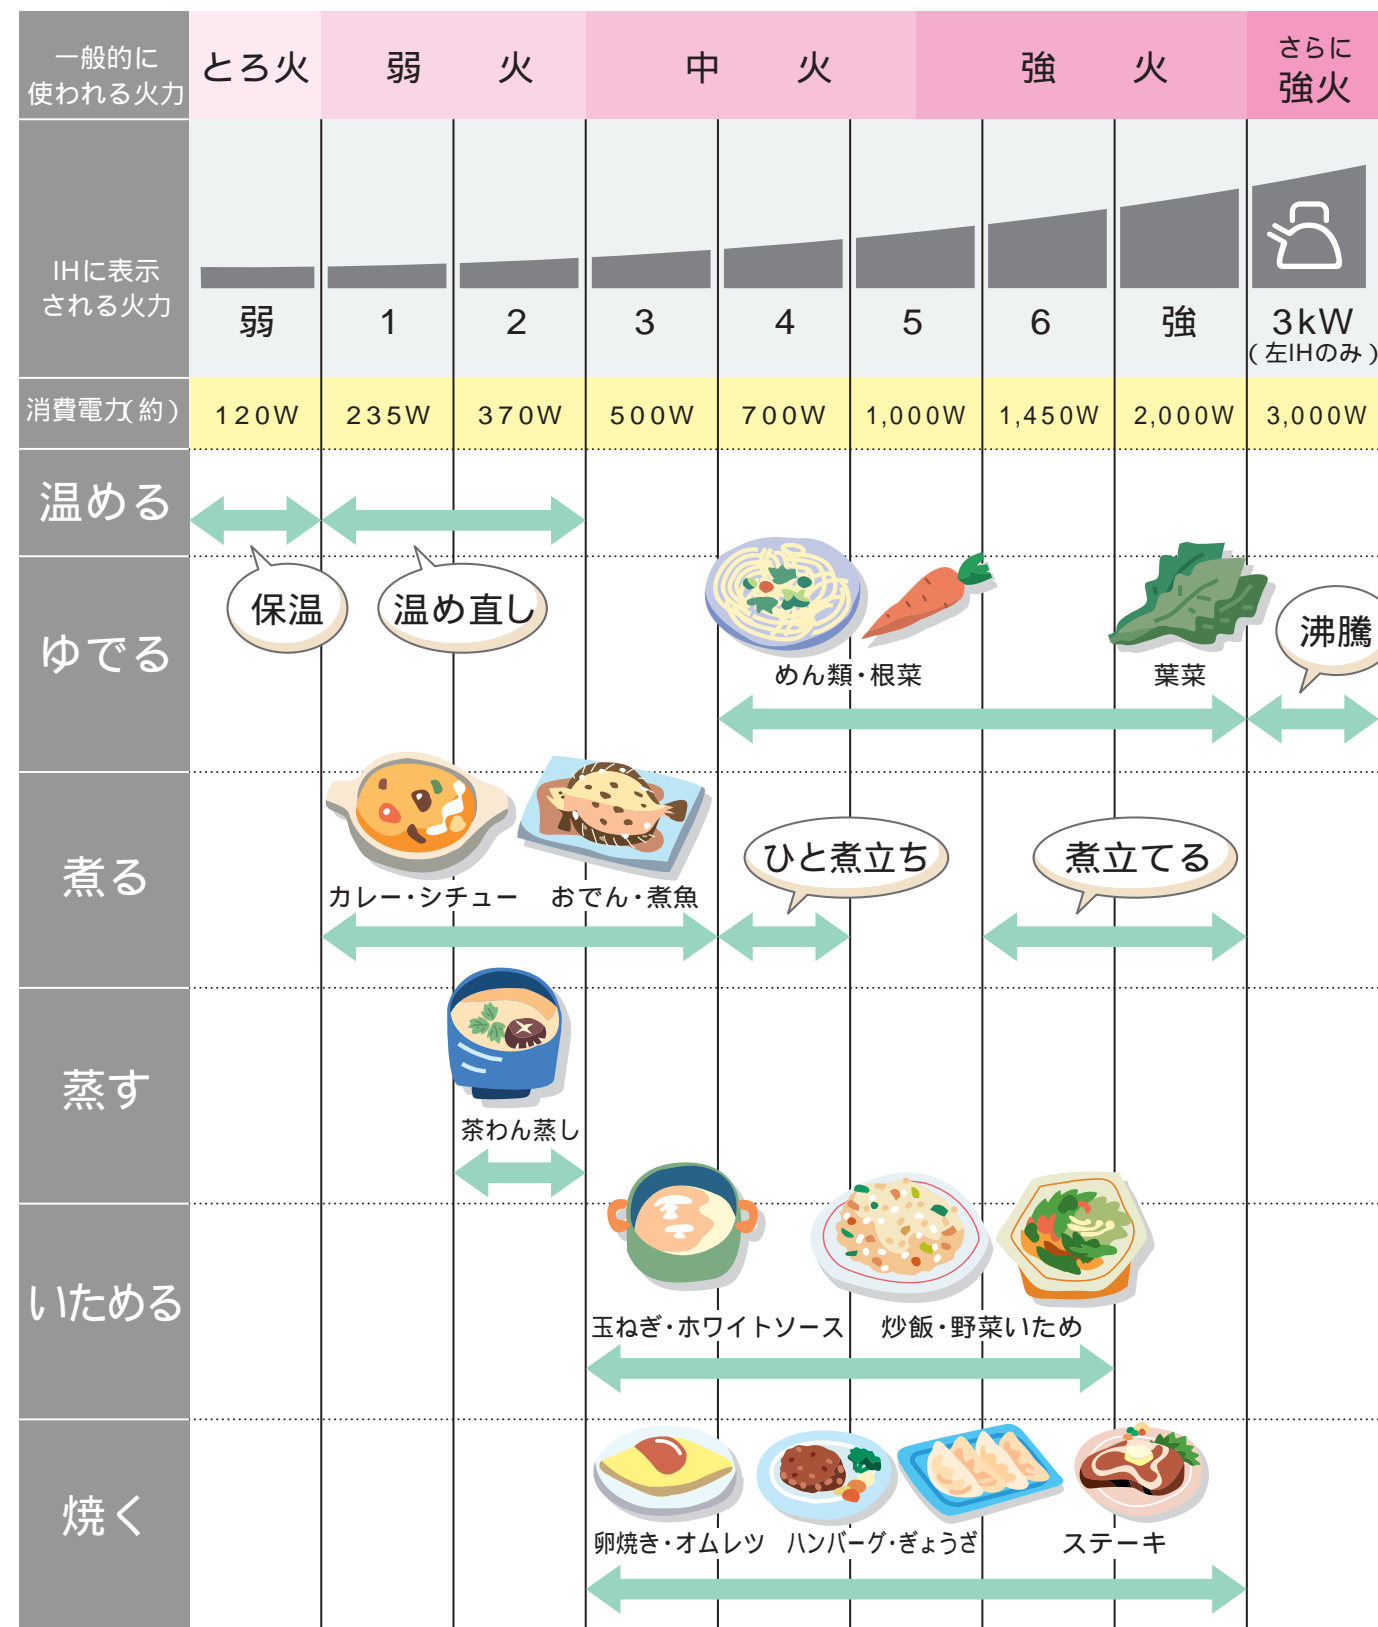 一般的に
使われる火力
とろ火 弱 火 中 火 強 火 さらに
強火
IHに表示
される火力
弱 1 2 3 4 5 6 強 3kW
(左IHのみ)
消費電力(約) 120W 235W 370W 500W 700W 1,000W 1,450W 2,000W 3,000W
温める
保温 温め直し
ゆでる
沸騰
めん類・根菜 葉菜
煮る
ひと煮立ち 煮立てる
カレー・シチュー おでん・煮魚
蒸す
茶わん蒸し
いためる
玉ねぎ・ホワイトソース 炒飯・野菜いため
焼く
卵焼き・オムレツ ハンバーグ・ぎょうざ ステーキ